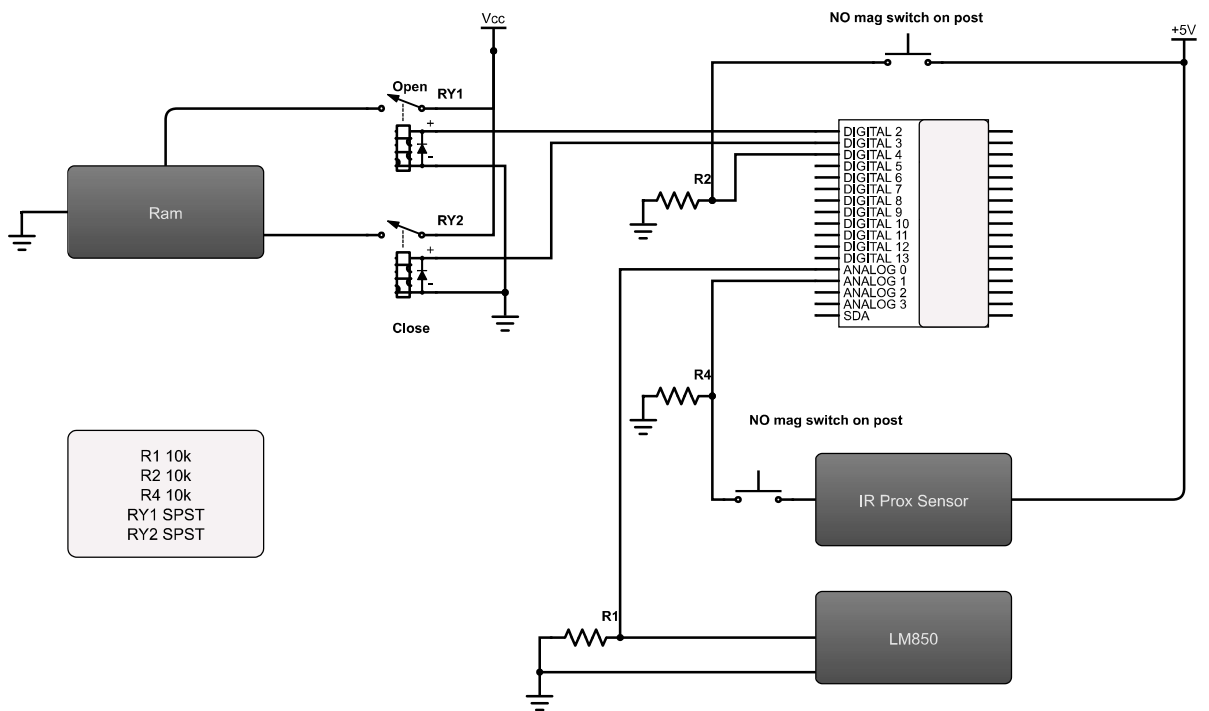 Vcc
NO mag switch on post
+5V
Open
RY1
+
-
DIGITAL 2
DIGITAL 3
DIGITAL 4
DIGITAL 5
DIGITAL 6
DIGITAL 7
DIGITAL 8
DIGITAL 9
DIGITAL 10
DIGITAL 11
DIGITAL 12
DIGITAL 13
ANALOG 0
ANALOG 1
ANALOG 2
ANALOG 3
SDA
R2
Ram
RY2
+
-
Close
R4
NO mag switch on post
R1 10k
R2 10k
R4 10k
RY1 SPST
RY2 SPST
IR Prox Sensor
R1
LM850